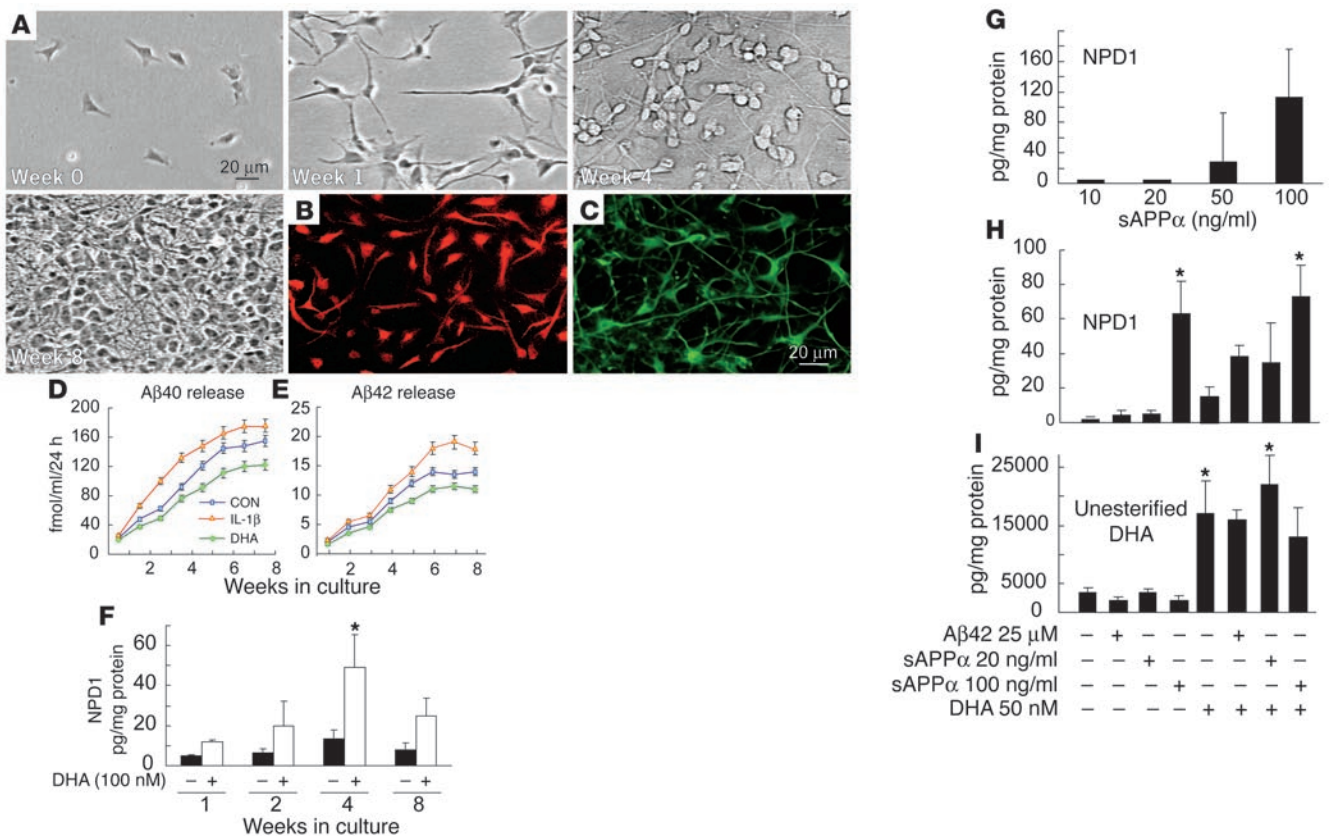 A
Week 0
20 μm
Week 1
Week 4
Week 8
B
C
20 μm
D
Aβ40 release
fmol/ml/24 h
200
160
120
80
40
0
CON
IL-1β
DHA
2 4 6 8
E
Aβ42 release
25
20
15
10
5
0
2 4 6 8
Weeks in culture
F
NPD1
pg/mg protein
60
40
20
0
*
DHA (100 nM) – + – + – + – +
1 2 4 8
Weeks in culture
G
NPD1
pg/mg protein
160
120
80
40
0
10 20 50 100
sAPPα (ng/ml)
H
NPD1
pg/mg protein
100
80
60
40
20
0
* *
I
Unesterified
DHA
pg/mg protein
25000
15000
5000
0
* *
Aβ42 25 μM – + – – – + – –
sAPPα 20 ng/ml – – + – – – + –
sAPPα 100 ng/ml – – – + – – – +
DHA 50 nM – – – – + + + +